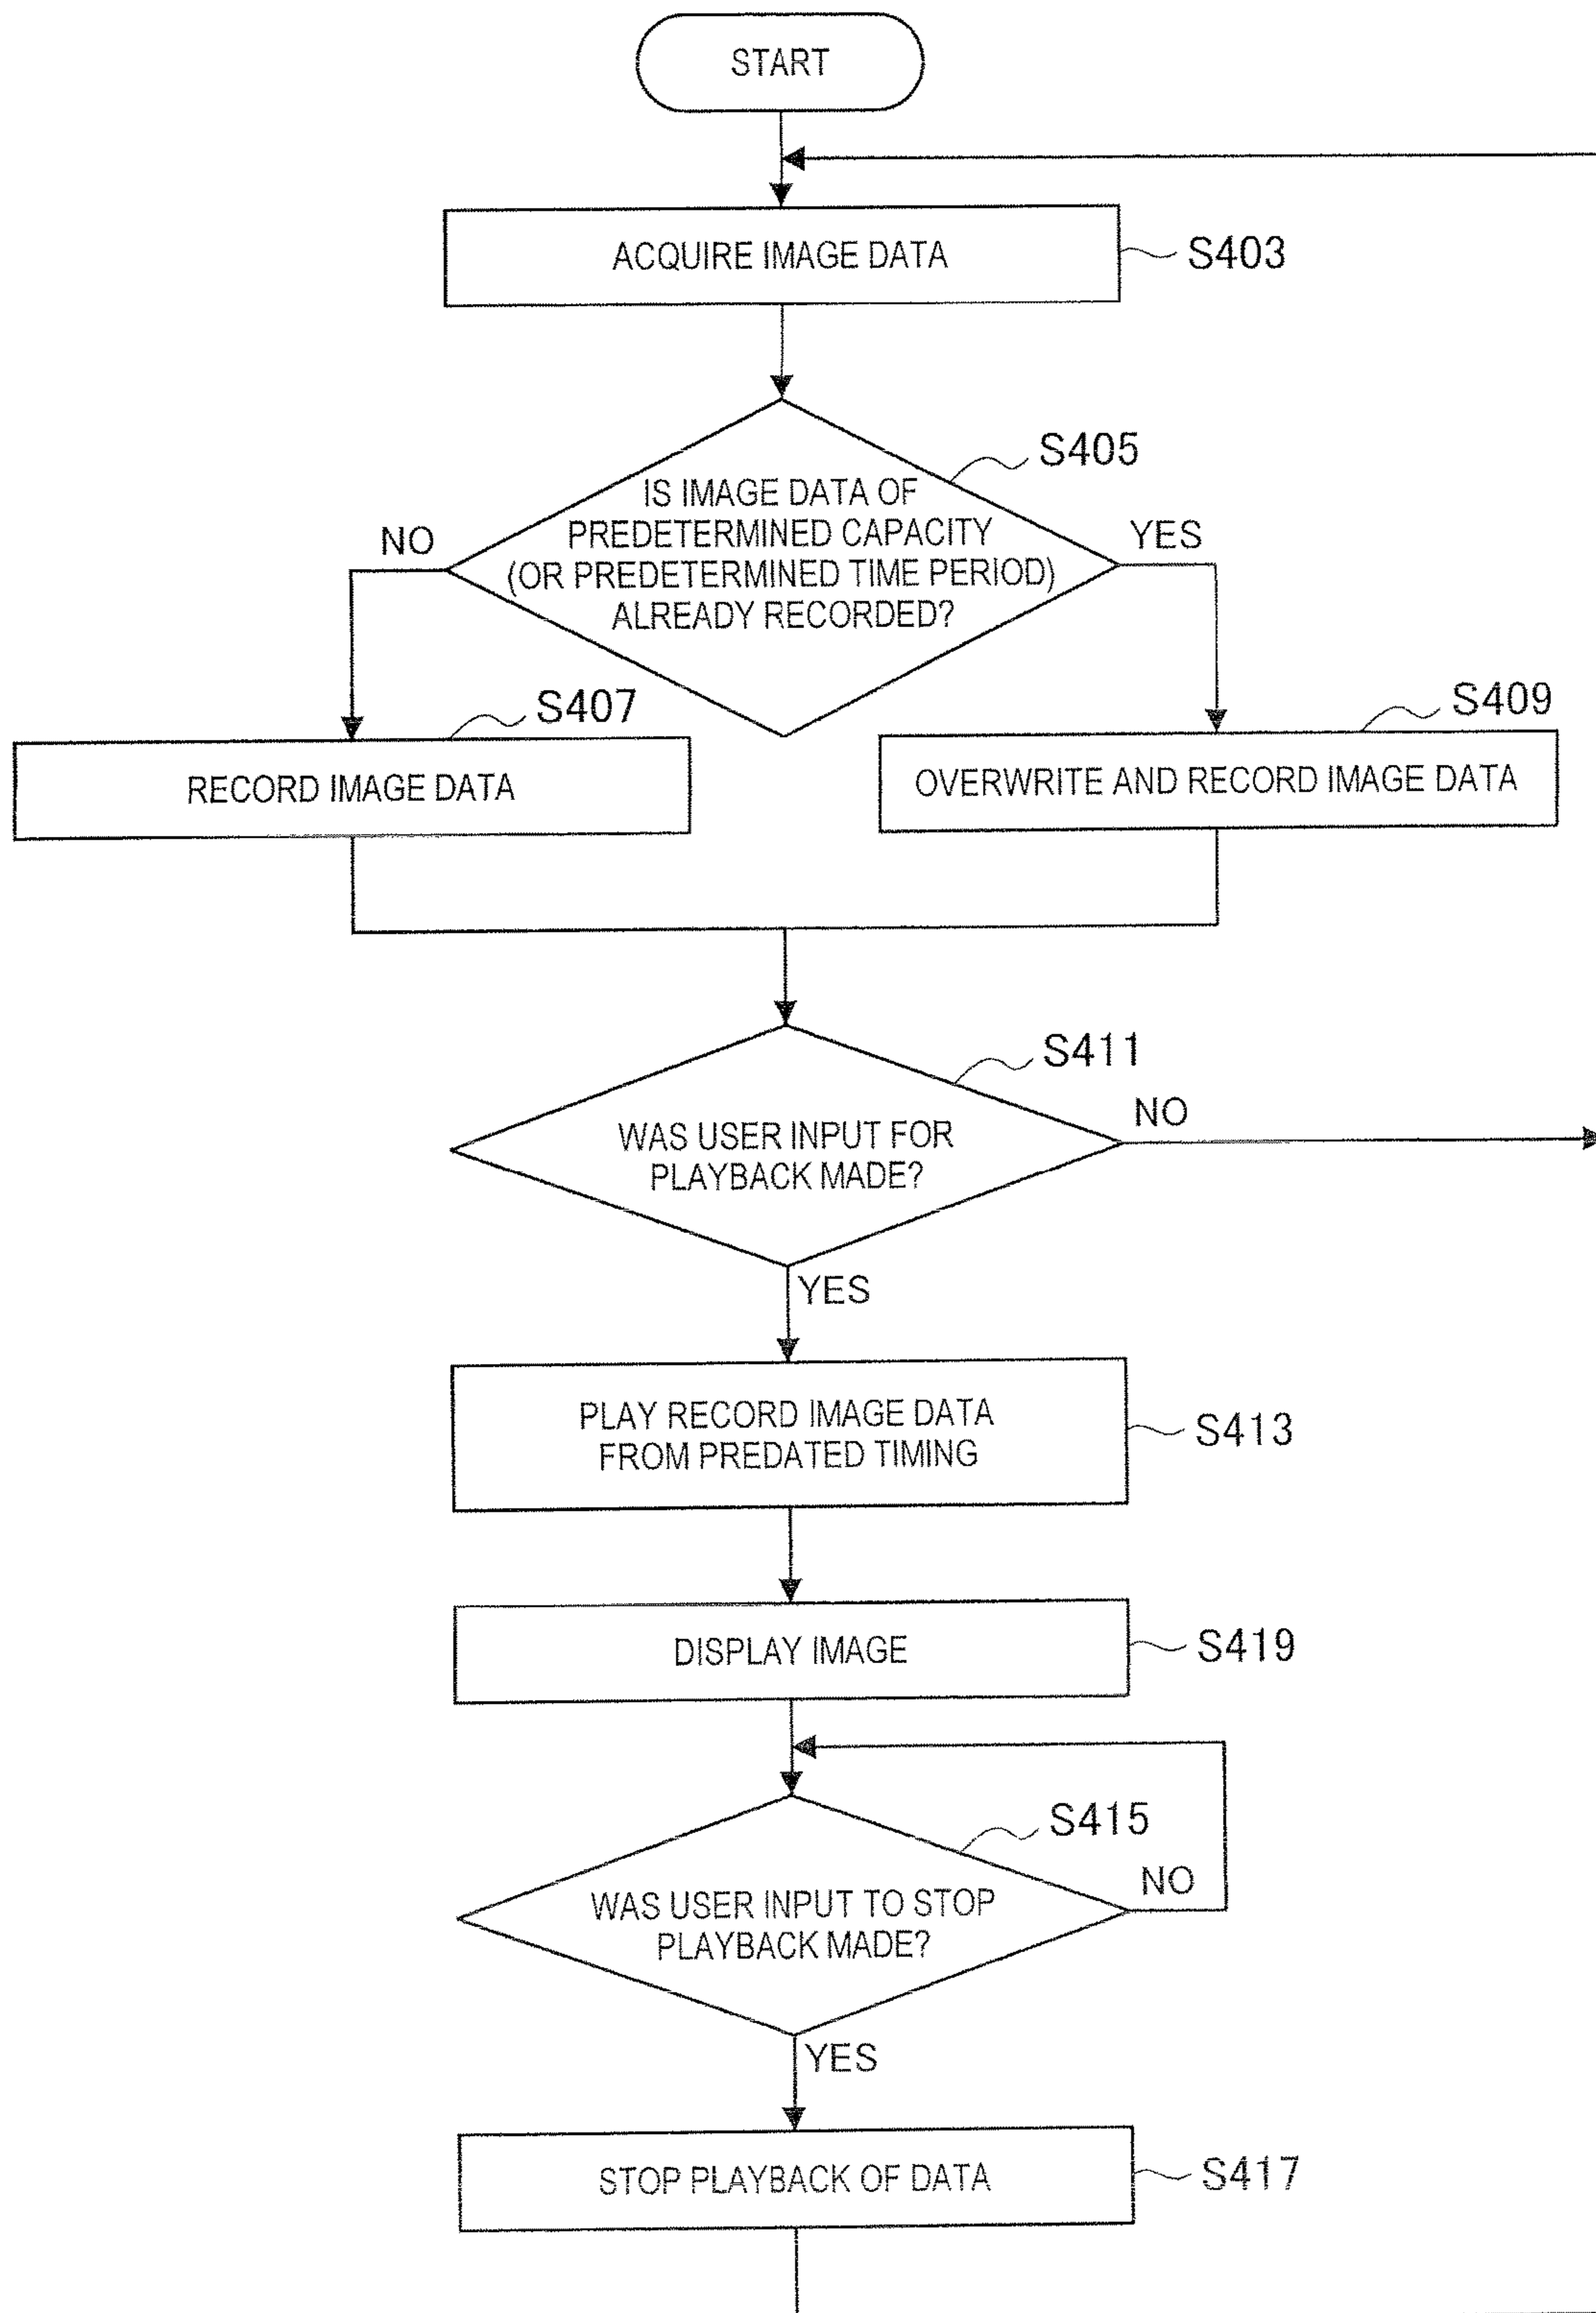 START
ACQUIRE IMAGE DATA
S403
S405
IS IMAGE DATA OF
PREDETERMINED CAPACITY
(OR PREDETERMINED TIME PERIOD)
ALREADY RECORDED?
NO
YES
S407
RECORD IMAGE DATA
S409
OVERWRITE AND RECORD IMAGE DATA
S411
WAS USER INPUT FOR
PLAYBACK MADE?
NO
YES
PLAY RECORD IMAGE DATA
FROM PREDATED TIMING
S413
DISPLAY IMAGE
S419
S415
WAS USER INPUT TO STOP
PLAYBACK MADE?
NO
YES
STOP PLAYBACK OF DATA
S417